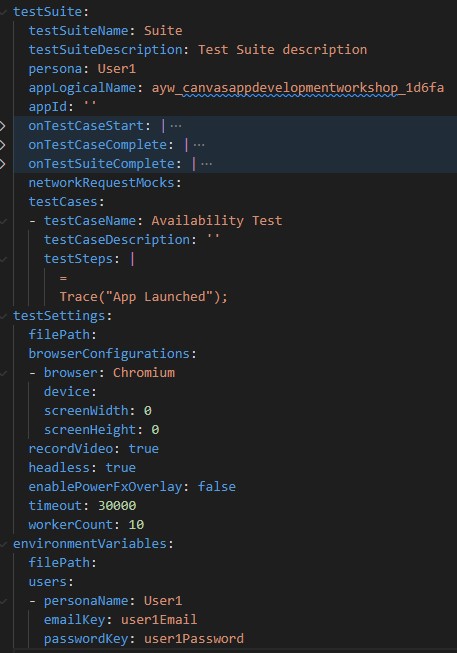 testSuite:
testSuiteName: Suite
testSuiteDescription: Test Suite description
persona: User1
appLogicalName: ayw_canvasappdevelopmentworkshop_1d6fa
appId: ''
onTestCaseStart: |···
onTestCaseComplete: |···
onTestSuiteComplete: |···
networkRequestMocks:
testCases:
- testCaseName: Availability Test
testCaseDescription: ''
testSteps: |
=
Trace("App Launched");
testSettings:
filePath:
browserConfigurations:
- browser: Chromium
device:
screenWidth: 0
screenHeight: 0
recordVideo: true
headless: true
enablePowerFxOverlay: false
timeout: 30000
workerCount: 10
environmentVariables:
filePath:
users:
- personaName: User1
emailKey: user1Email
passwordKey: user1Password